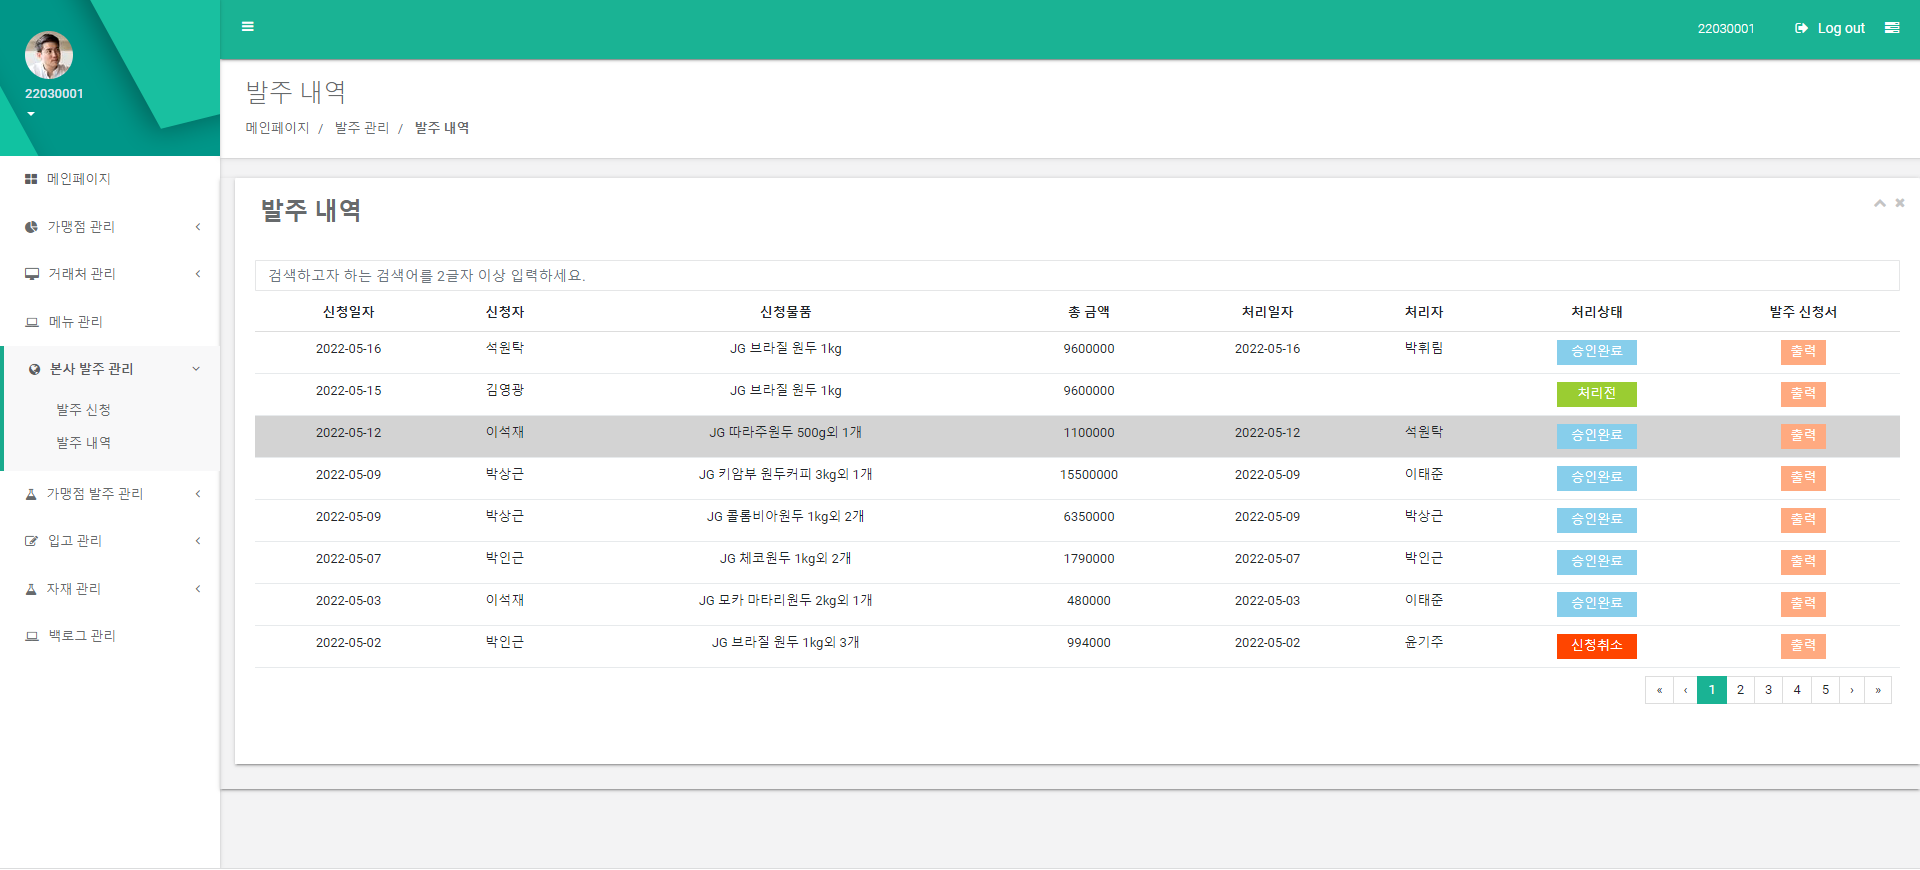 22030001
Log out
22030001
발주 내역
메인페이지 / 발주 관리 / 발주 내역
메인페이지
가맹점 관리
거래처 관리
메뉴 관리
본사 발주 관리
발주 신청
발주 내역
가맹점 발주 관리
입고 관리
자재 관리
백로그 관리
발주 내역
검색하고자 하는 검색어를 2글자 이상 입력하세요.
신청일자 신청자 신청물품 총 금액 처리일자 처리자 처리상태 발주 신청서
2022-05-16 석원탁 JG 브라질 원두 1kg 9600000 2022-05-16 박휘림 승인완료 출력
2022-05-15 김영광 JG 브라질 원두 1kg 9600000 처리전 출력
2022-05-12 이석재 JG 따라주원두 500g외 1개 1100000 2022-05-12 석원탁 승인완료 출력
2022-05-09 박상근 JG 키암부 원두커피 3kg외 1개 15500000 2022-05-09 이태준 승인완료 출력
2022-05-09 박상근 JG 콜롬비아원두 1kg외 2개 6350000 2022-05-09 박상근 승인완료 출력
2022-05-07 박인근 JG 체코원두 1kg외 2개 1790000 2022-05-07 박인근 승인완료 출력
2022-05-03 이석재 JG 모카 마타리원두 2kg외 1개 480000 2022-05-03 이태준 승인완료 출력
2022-05-02 박인근 JG 브라질 원두 1kg외 3개 994000 2022-05-02 윤기주 신청취소 출력
« ‹ 1 2 3 4 5 › »